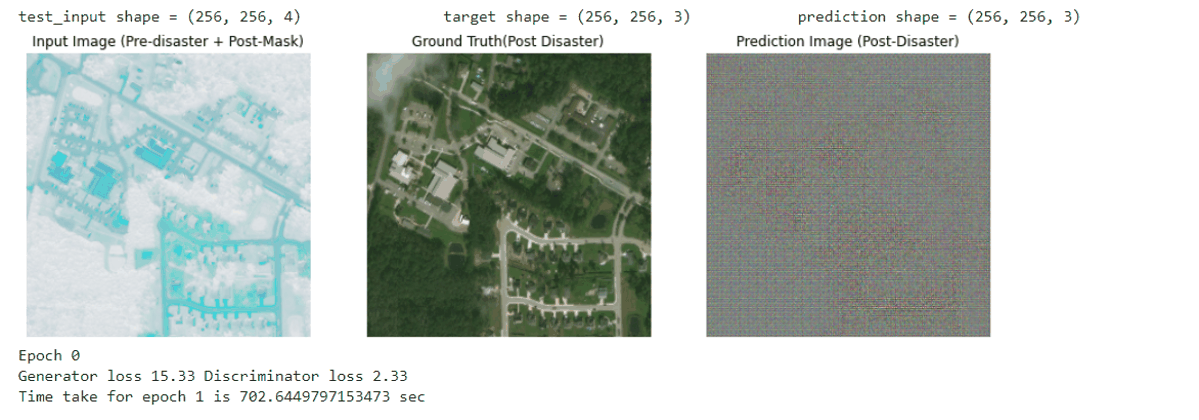 test_input shape = (256, 256, 4) target shape = (256, 256, 3) prediction shape = (256, 256, 3)
Input Image (Pre-disaster + Post-Mask) Ground Truth(Post Disaster) Prediction Image (Post-Disaster)
Epoch 0
Generator loss 15.33 Discriminator loss 2.33
Time take for epoch 1 is 702.6449797153473 sec